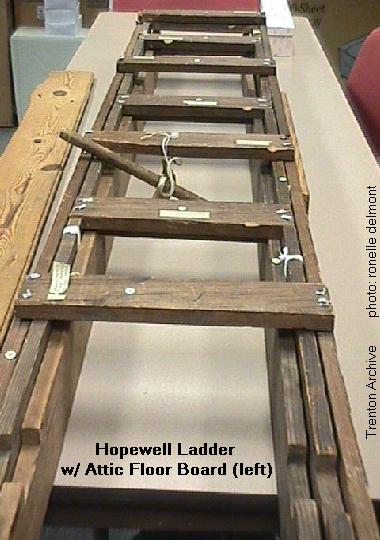 Hopewell Ladder
w/ Attic Floor Board (left)
Trenton Archive photo: ronelle delmont